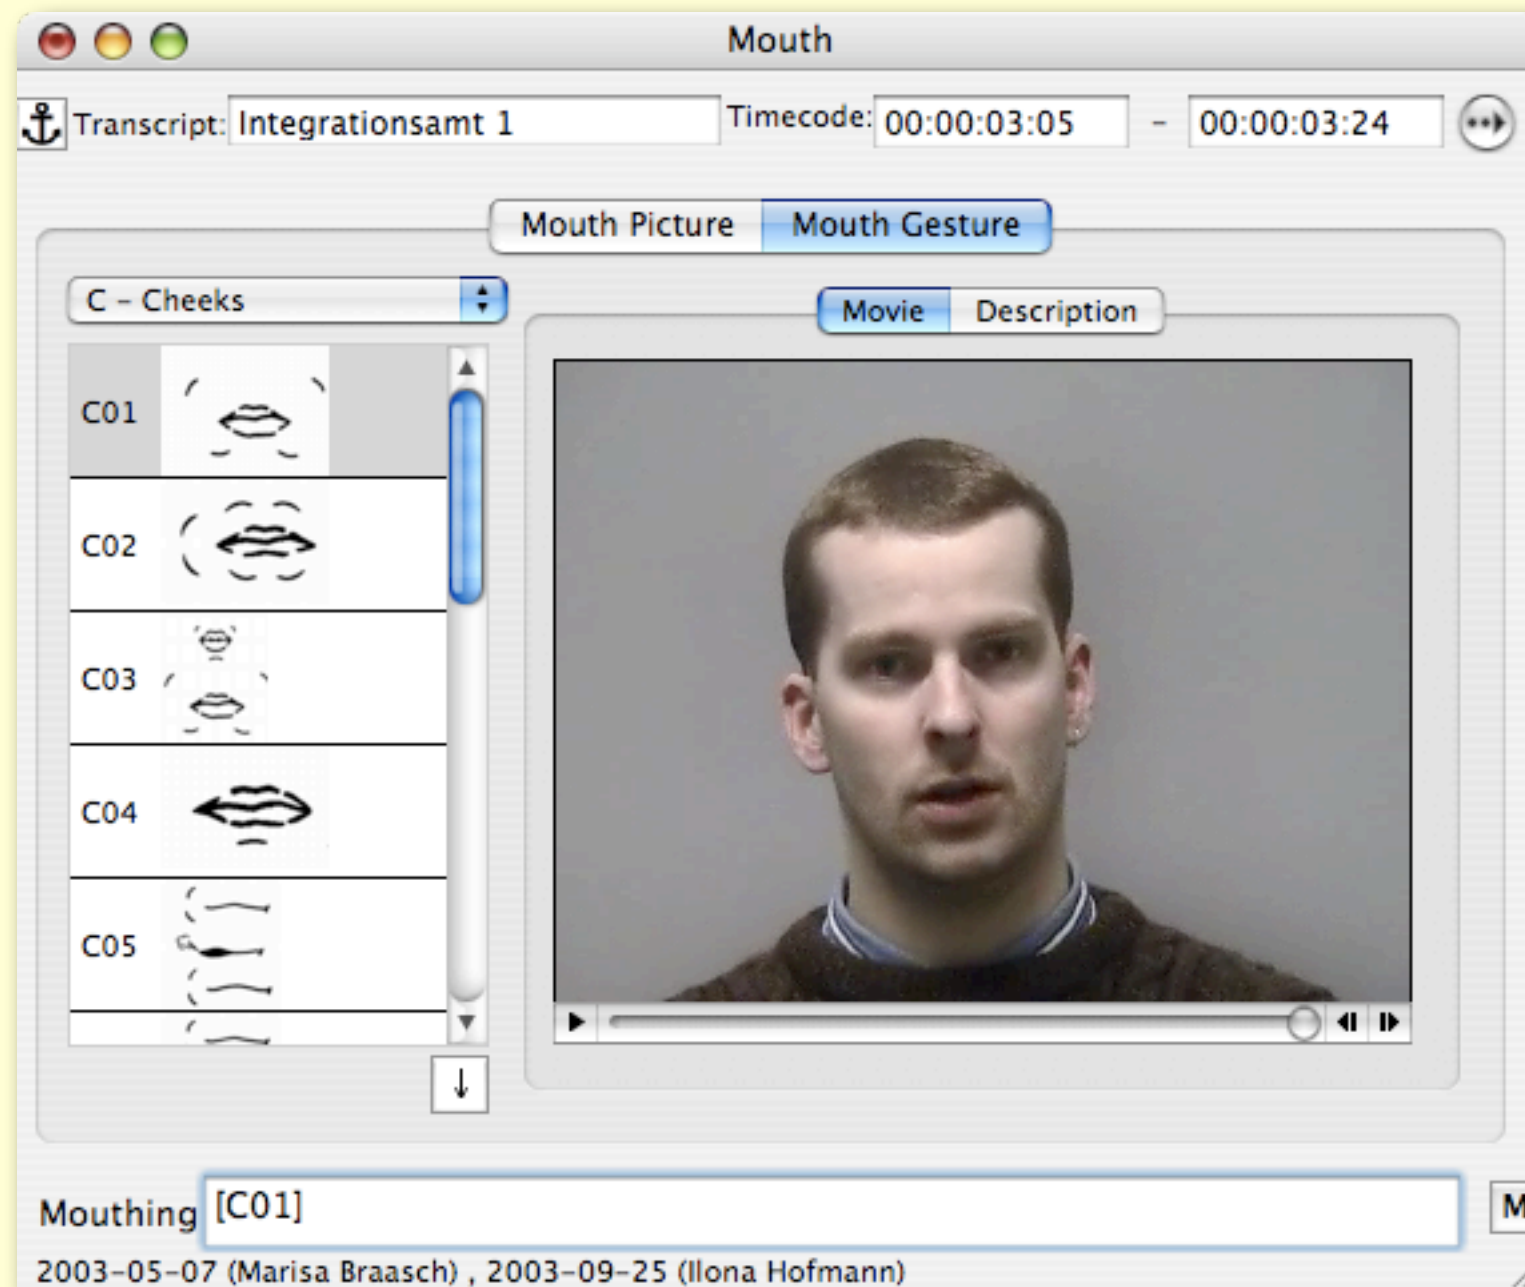 Mouth
Transcript: Integrationsamt 1 Timecode: 00:00:03:05 - 00:00:03:24
Mouth Picture Mouth Gesture
C - Cheeks
Movie Description
C01
C02
C03
C04
C05
Mouthing [C01] M
2003-05-07 (Marisa Braasch) , 2003-09-25 (Ilona Hofmann)